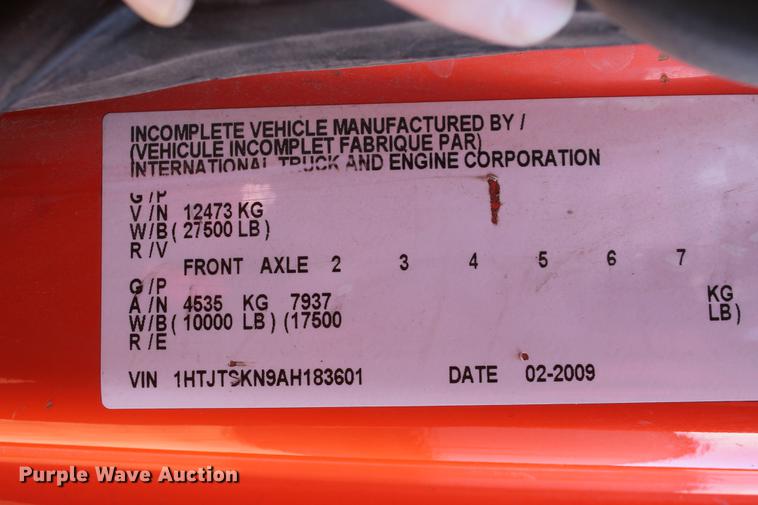 INCOMPLETE VEHICLE MANUFACTURED BY /
(VEHICULE INCOMPLET FABRIQUE PAR)
INTERNATIONAL TRUCK AND ENGINE CORPORATION
G/P
V/N 12473 KG
W/B ( 27500 LB )
R/V
FRONT AXLE 2 3 4 5 6 7
G/P
A/N 4535 KG 7937 KG
W/B ( 10000 LB ) (17500 LB )
R/E
VIN 1HTJTSKN9AH183601 DATE 02-2009
Purple Wave Auction